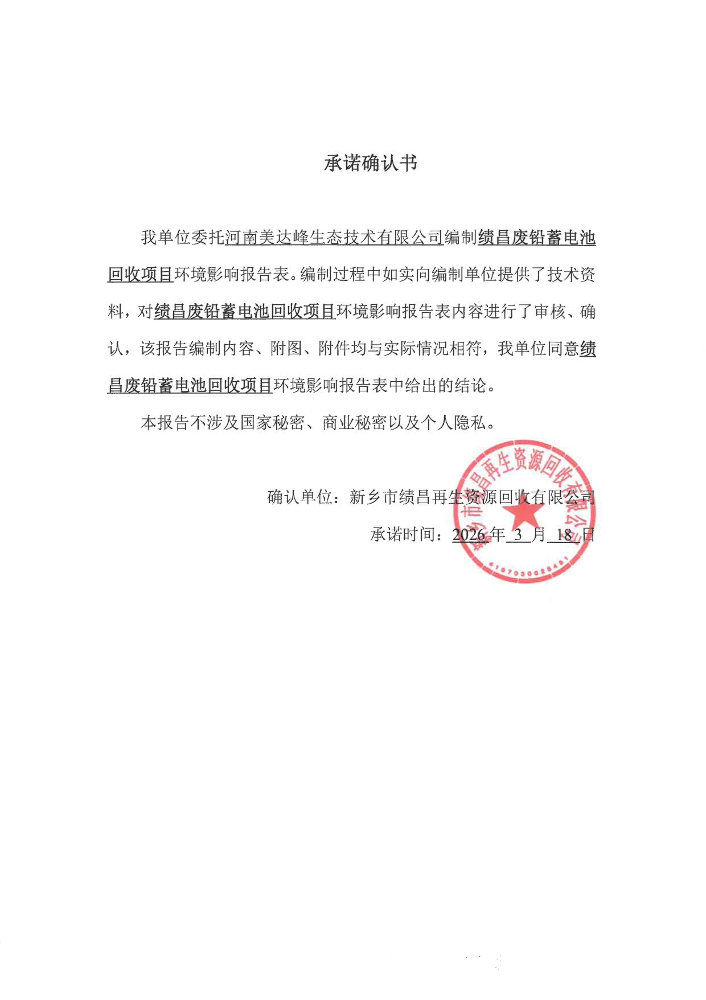 承诺确认书
我单位委托河南美达峰生态技术有限公司编制绩昌废铅蓄电池
回收项目环境影响报告表。编制过程中如实向编制单位提供了技术资
料，对绩昌废铅蓄电池回收项目环境影响报告表内容进行了审核、确
认，该报告编制内容、附图、附件均与实际情况相符，我单位同意绩
昌废铅蓄电池回收项目环境影响报告表中给出的结论。
本报告不涉及国家秘密、商业秘密以及个人隐私。
确认单位：新乡市绩昌再生资源回收有限公司
承诺时间：2026年 3 月 18 日
新乡市绩昌再生资源回收有限公司